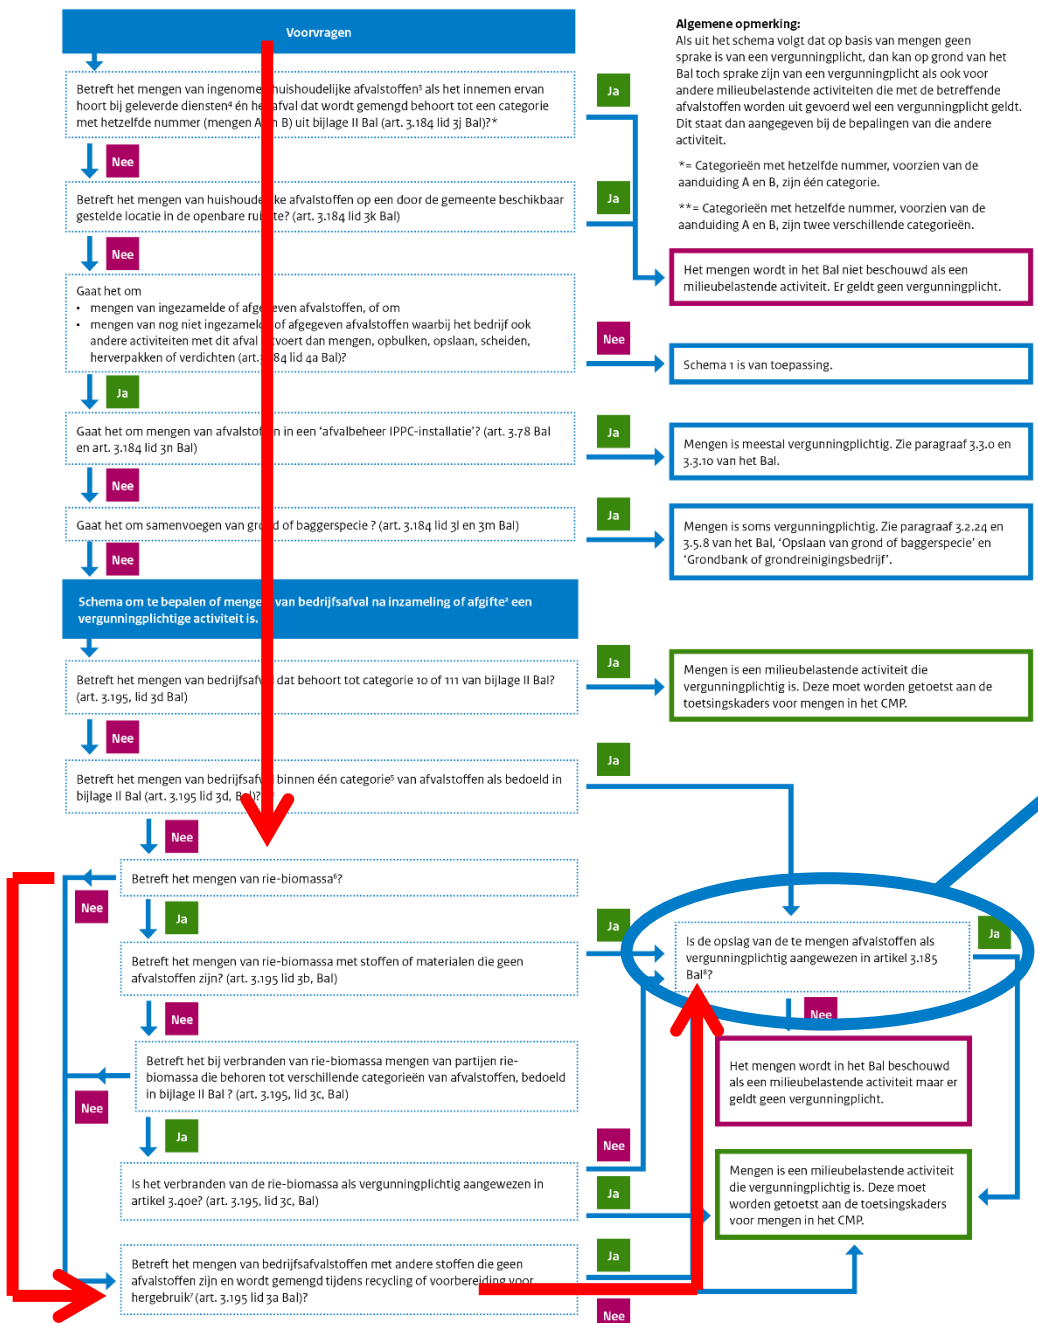 Voorvragen
Betreft het mengen van ingenomen huishoudelijke afvalstoffen³ als het innemen ervan
hoort bij geleverde diensten⁴ én het afval dat wordt gemengd behoort tot een categorie
met hetzelfde nummer (mengen A en B) uit bijlage II Bal (art. 3.184 lid 3j Bal)?*
Ja
Nee
Betreft het mengen van huishoudelijke afvalstoffen op een door de gemeente beschikbaar
gestelde locatie in de openbare ruimte? (art. 3.184 lid 3k Bal)
Ja
Nee
Gaat het om
• mengen van ingezamelde of afgegeven afvalstoffen, of om
• mengen van nog niet ingezamelde of afgegeven afvalstoffen waarbij het bedrijf ook
andere activiteiten met dit afval uitvoert dan mengen, opbulken, opslaan, scheiden,
herverpakken of verdichten (art. 3.184 lid 4a Bal)?
Nee
Ja
Gaat het om mengen van afvalstoffen in een ‘afvalbeheer IPPC-installatie’? (art. 3.78 Bal
en art. 3.184 lid 3n Bal)
Ja
Nee
Gaat het om samenvoegen van grond of baggerspecie ? (art. 3.184 lid 3l en 3m Bal)
Ja
Nee
Algemene opmerking:
Als uit het schema volgt dat op basis van mengen geen
sprake is van een vergunningplicht, dan kan op grond van het
Bal toch sprake zijn van een vergunningplicht als ook voor
andere milieubelastende activiteiten die met de betreffende
afvalstoffen worden uit gevoerd wel een vergunningplicht geldt.
Dit staat dan aangegeven bij de bepalingen van die andere
activiteit.
*= Categorieën met hetzelfde nummer, voorzien van de
aanduiding A en B, zijn één categorie.
**= Categorieën met hetzelfde nummer, voorzien van de
aanduiding A en B, zijn twee verschillende categorieën.
Het mengen wordt in het Bal niet beschouwd als een
milieubelastende activiteit. Er geldt geen vergunningplicht.
Schema 1 is van toepassing.
Mengen is meestal vergunningplichtig. Zie paragraaf 3.3.0 en
3.3.10 van het Bal.
Mengen is soms vergunningplichtig. Zie paragraaf 3.2.24 en
3.5.8 van het Bal, ‘Opslaan van grond of baggerspecie’ en
‘Grondbank of grondreinigingsbedrijf’.
Schema om te bepalen of mengen van bedrijfsafval na inzameling of afgifte² een
vergunningplichtige activiteit is.
Betreft het mengen van bedrijfsafval dat behoort tot categorie 10 of 111 van bijlage II Bal?
(art. 3.195, lid 3d Bal)
Ja
Mengen is een milieubelastende activiteit die
vergunningplichtig is. Deze moet worden getoetst aan de
toetsingskaders voor mengen in het CMP.
Nee
Betreft het mengen van bedrijfsafval binnen één categorie⁵ van afvalstoffen als bedoeld in
bijlage II Bal (art. 3.195 lid 3d, Bal)?
Ja
Nee
Betreft het mengen van rie-biomassa⁶?
Nee
Ja
Betreft het mengen van rie-biomassa met stoffen of materialen die geen
afvalstoffen zijn? (art. 3.195 lid 3b, Bal)
Ja
Nee
Betreft het bij verbranden van rie-biomassa mengen van partijen rie-
biomassa die behoren tot verschillende categorieën van afvalstoffen, bedoeld
in bijlage II Bal ? (art. 3.195, lid 3c, Bal)
Nee
Ja
Is het verbranden van de rie-biomassa als vergunningplichtig aangewezen in
artikel 3.40e? (art. 3.195, lid 3c, Bal)
Nee
Ja
Betreft het mengen van bedrijfsafvalstoffen met andere stoffen die geen
afvalstoffen zijn en wordt gemengd tijdens recycling of voorbereiding voor
hergebruik⁷ (art. 3.195 lid 3a Bal)?
Ja
Nee
Is de opslag van de te mengen afvalstoffen als
vergunningplichtig aangewezen in artikel 3.185
Bal⁸?
Ja
Nee
Het mengen wordt in het Bal beschouwd
als een milieubelastende activiteit maar er
geldt geen vergunningplicht.
Mengen is een milieubelastende activiteit
die vergunningplichtig is. Deze moet
worden getoetst aan de toetsingskaders
voor mengen in het CMP.